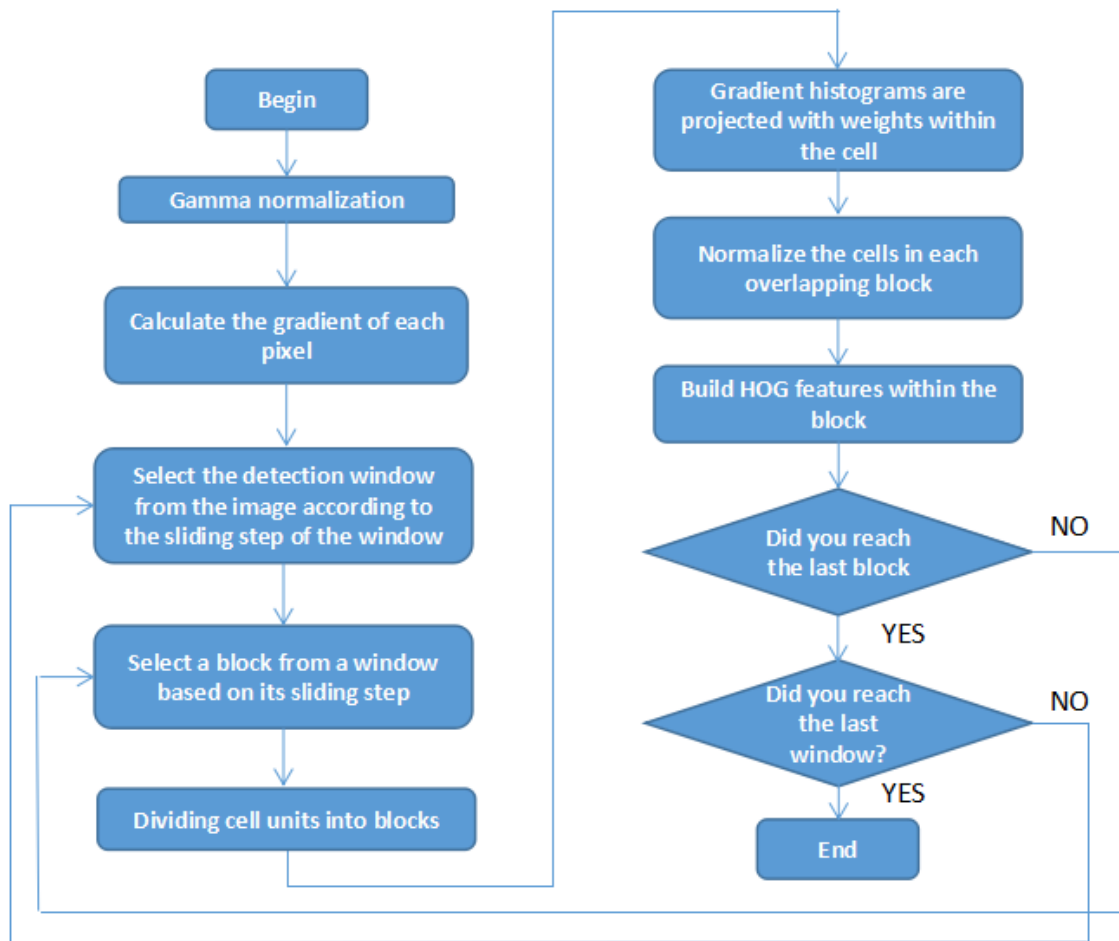 Begin
Gamma normalization
Calculate the gradient of each
pixel
Select the detection window
from the image according to
the sliding step of the window
Select a block from a window
based on its sliding step
Dividing cell units into blocks
Gradient histograms are
projected with weights within
the cell
Normalize the cells in each
overlapping block
Build HOG features within the
block
Did you reach
the last block
NO
YES
Did you reach
the last
window?
NO
YES
End